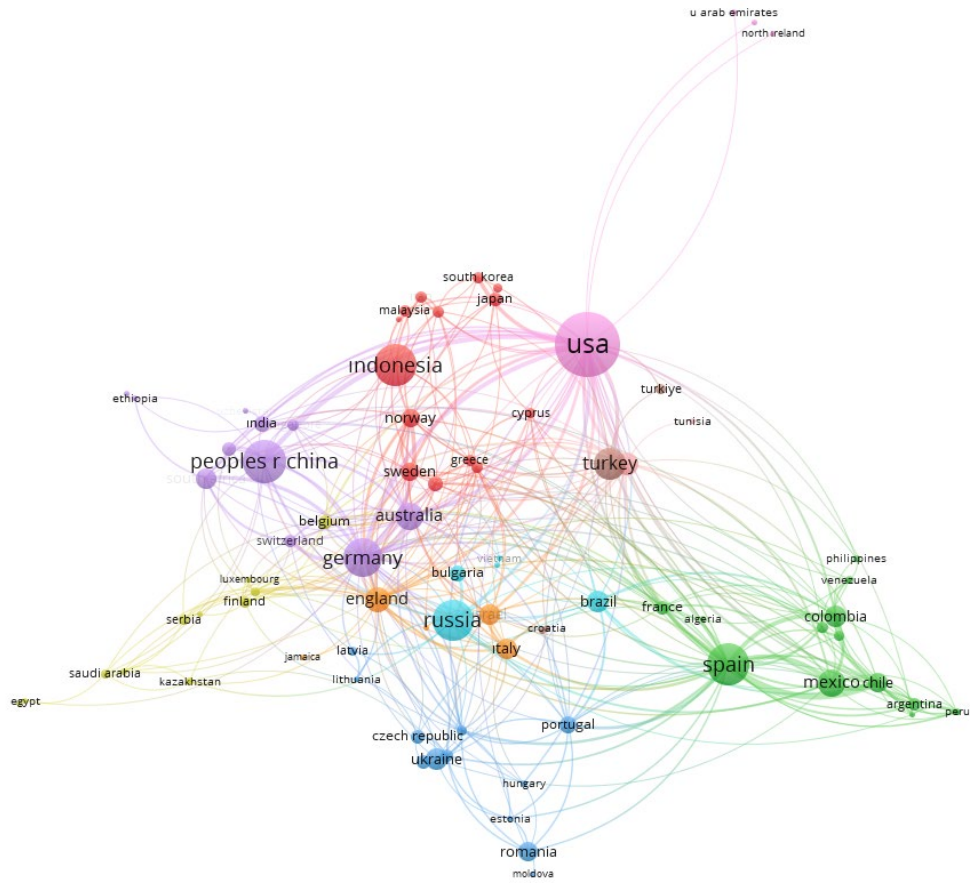 u arab emirates
north ireland
south korea
japan
malaysia
usa
ındonesia
turkiye
ethiopia
ındia
norway
cyprus
tunisia
peoples r china
sweden
greece
turkey
australia
belgium
switzerland
germany
vietnam
bulgaria
philippines
luxembourg
venezuela
finland
england
brazil
france
algeria
colombia
serbia
russia
croatia
latvia
ıtaly
jamaica
spain
saudi arabia
kazakhstan
lithuania
mexico
chile
egypt
argentina
peru
portugal
czech republic
ukraine
hungary
estonia
romania
moldova